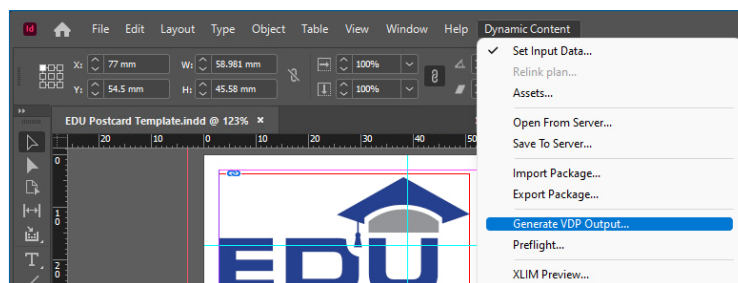 Id File Edit Layout Type Object Table View Window Help Dynamic Content
X: 77 mm W: 58.981 mm 100%
Y: 54.5 mm H: 45.58 mm 100%
EDU Postcard Template.indd @ 123% ×
20 10 0 10 20 30 40 50
0
10
20
EDU
T
Set Input Data...
Relink plan...
Assets...
Open From Server...
Save To Server...
Import Package...
Export Package...
Generate VDP Output...
Preflight...
XLIM Preview...